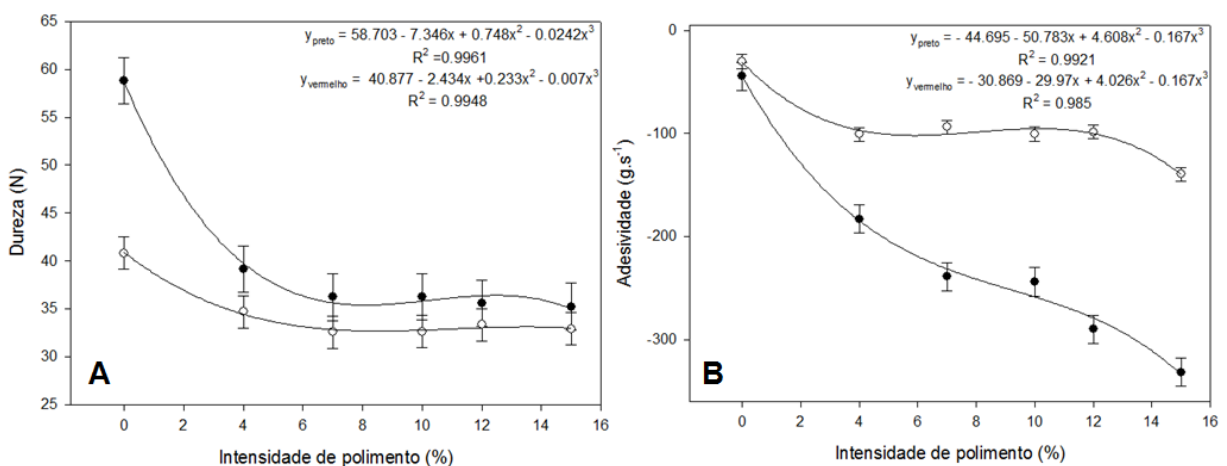 65
60
55
50
45
40
35
30
25
Dureza (N)
y preto = 58.703 - 7.346x + 0.748x² - 0.0242x³
R² =0.9961
y vermelho = 40.877 - 2.434x +0.233x² - 0.007x³
R² = 0.9948
A
0 2 4 6 8 10 12 14 16
Intensidade de polimento (%)
0
-100
-200
-300
Adesividade (g.s⁻¹)
y preto = - 44.695 - 50.783x + 4.608x² - 0.167x³
R² = 0.9921
y vermelho = - 30.869 - 29.97x + 4.026x² - 0.167x³
R² = 0.985
B
0 2 4 6 8 10 12 14 16
Intensidade de polimento (%)